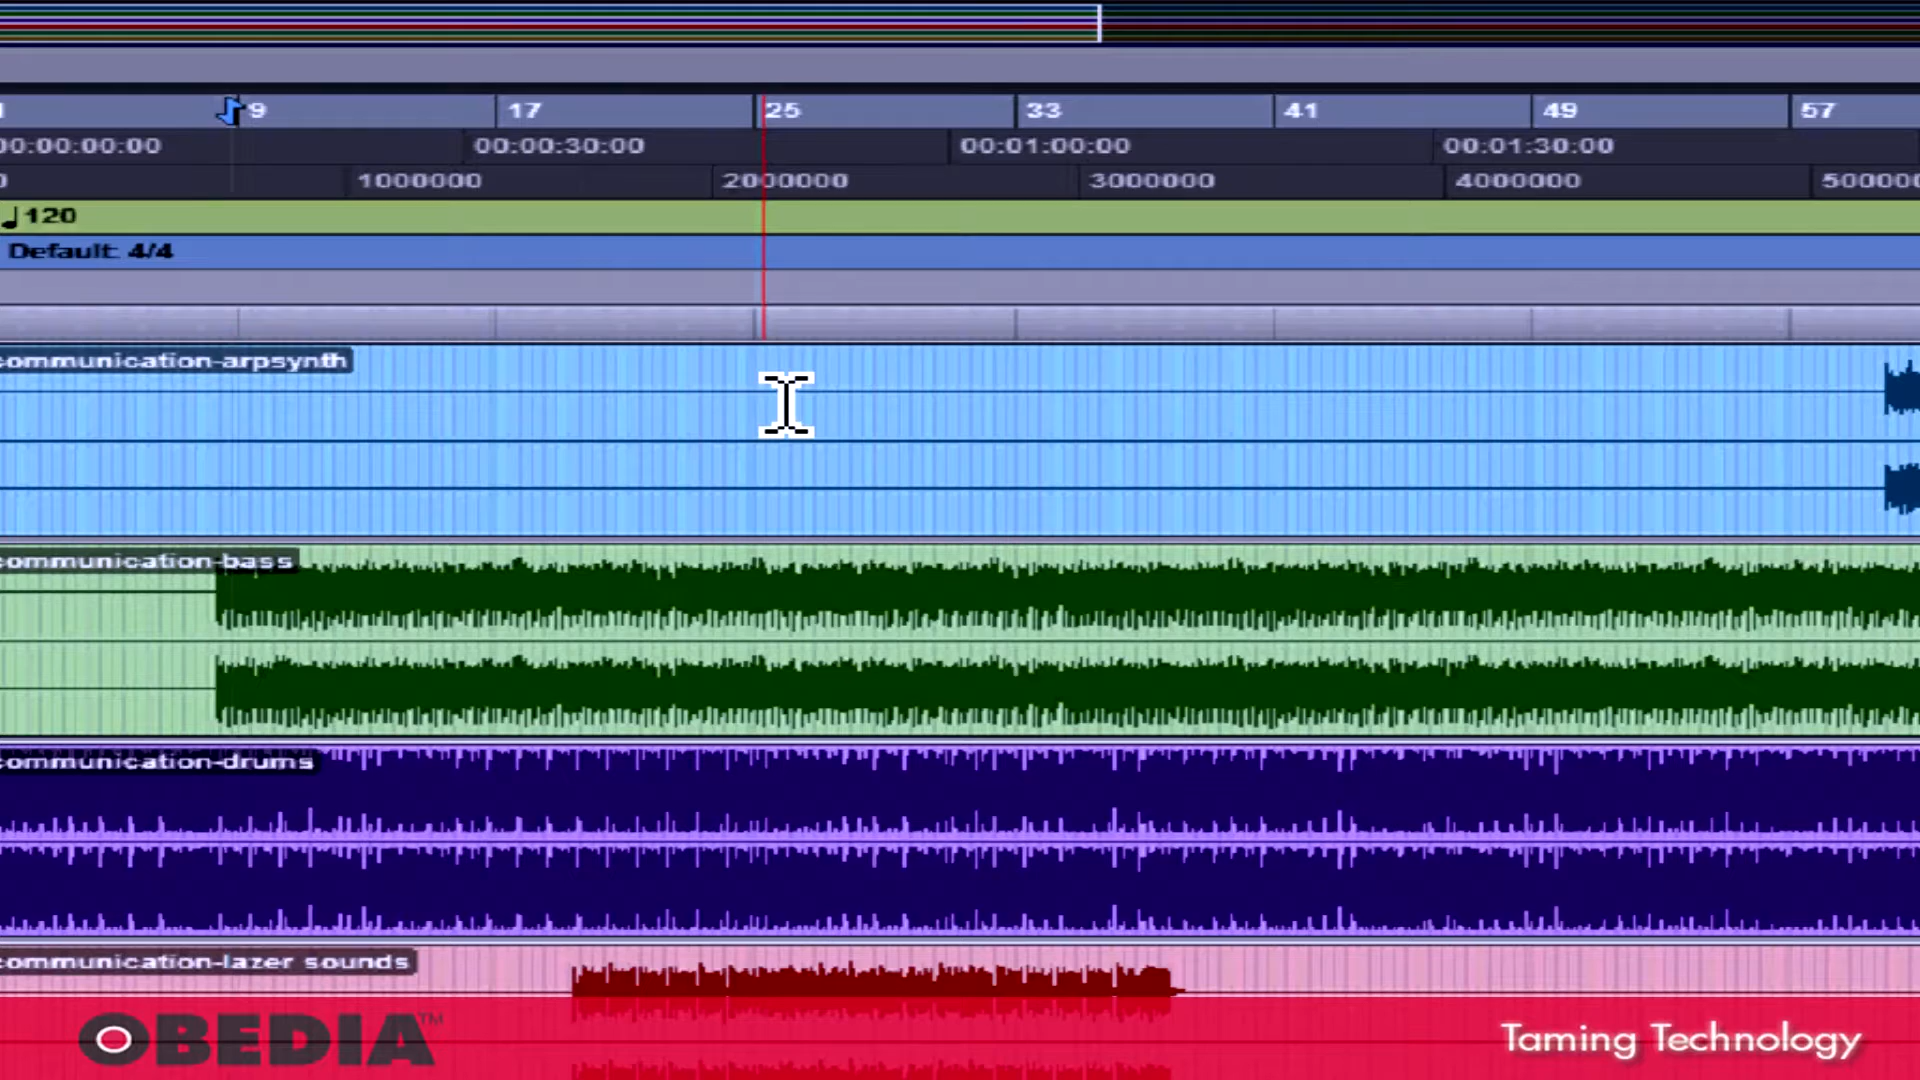 9 17 25 33 41 49 57
00:00:00:00 00:00:30:00 00:01:00:00 00:01:30:00
1000000 2000000 3000000 4000000 500000
120
Default: 4/4
communication-arpsynth
communication-bass
communication-drums
communication-lazer sounds
OBEDIA™
Taming Technology